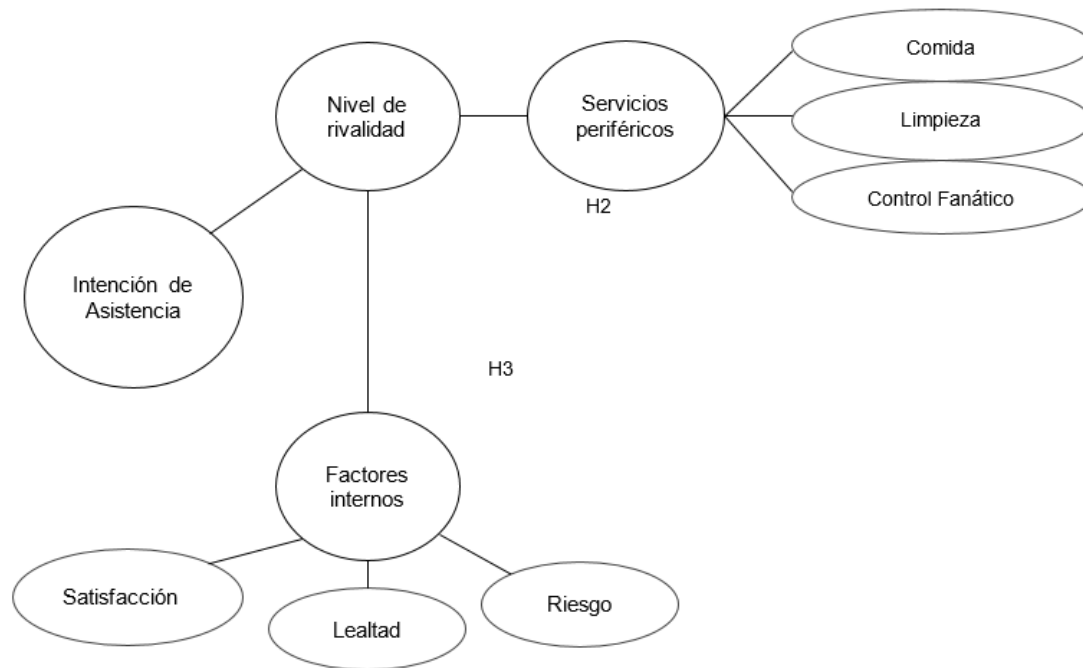 Comida
Nivel de
rivalidad
Servicios
periféricos
Limpieza
Control Fanático
H2
Intención de
Asistencia
H3
Factores
internos
Satisfacción
Lealtad
Riesgo